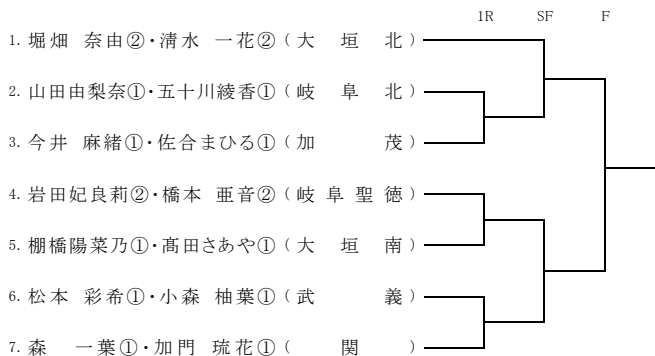 1R SF F
1. 堀畑 奈由②・清水 一花② ( 大 垣 北 )
2. 山田由梨奈①・五十川綾香① ( 岐 阜 北 )
3. 今井 麻緒①・佐合まひる① ( 加 茂 )
4. 岩田妃良莉②・橋本 亜音② ( 岐 阜 聖 徳 )
5. 棚橋陽菜乃①・髙田さあや① ( 大 垣 南 )
6. 松本 彩希①・小森 柚葉① ( 武 義 )
7. 森 一葉①・加門 琉花① ( 関 )